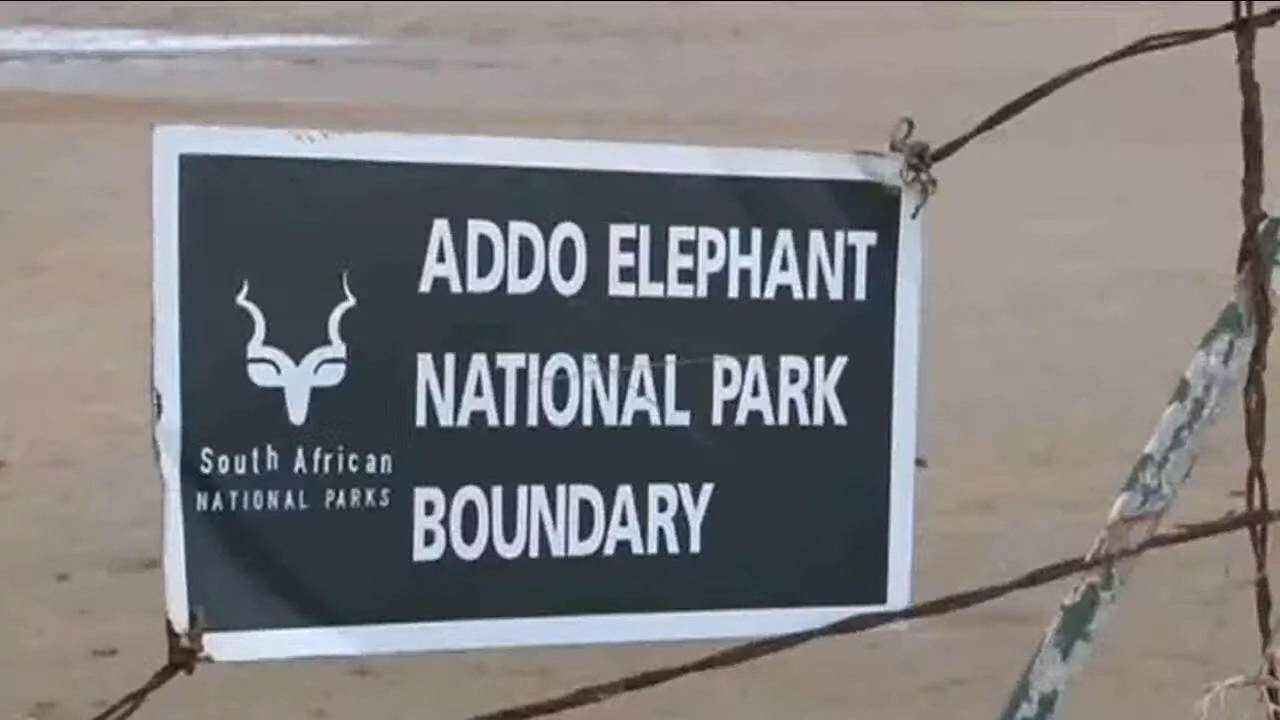 ADDO ELEPHANT
NATIONAL PARK
BOUNDARY
South African
NATIONAL PARKS